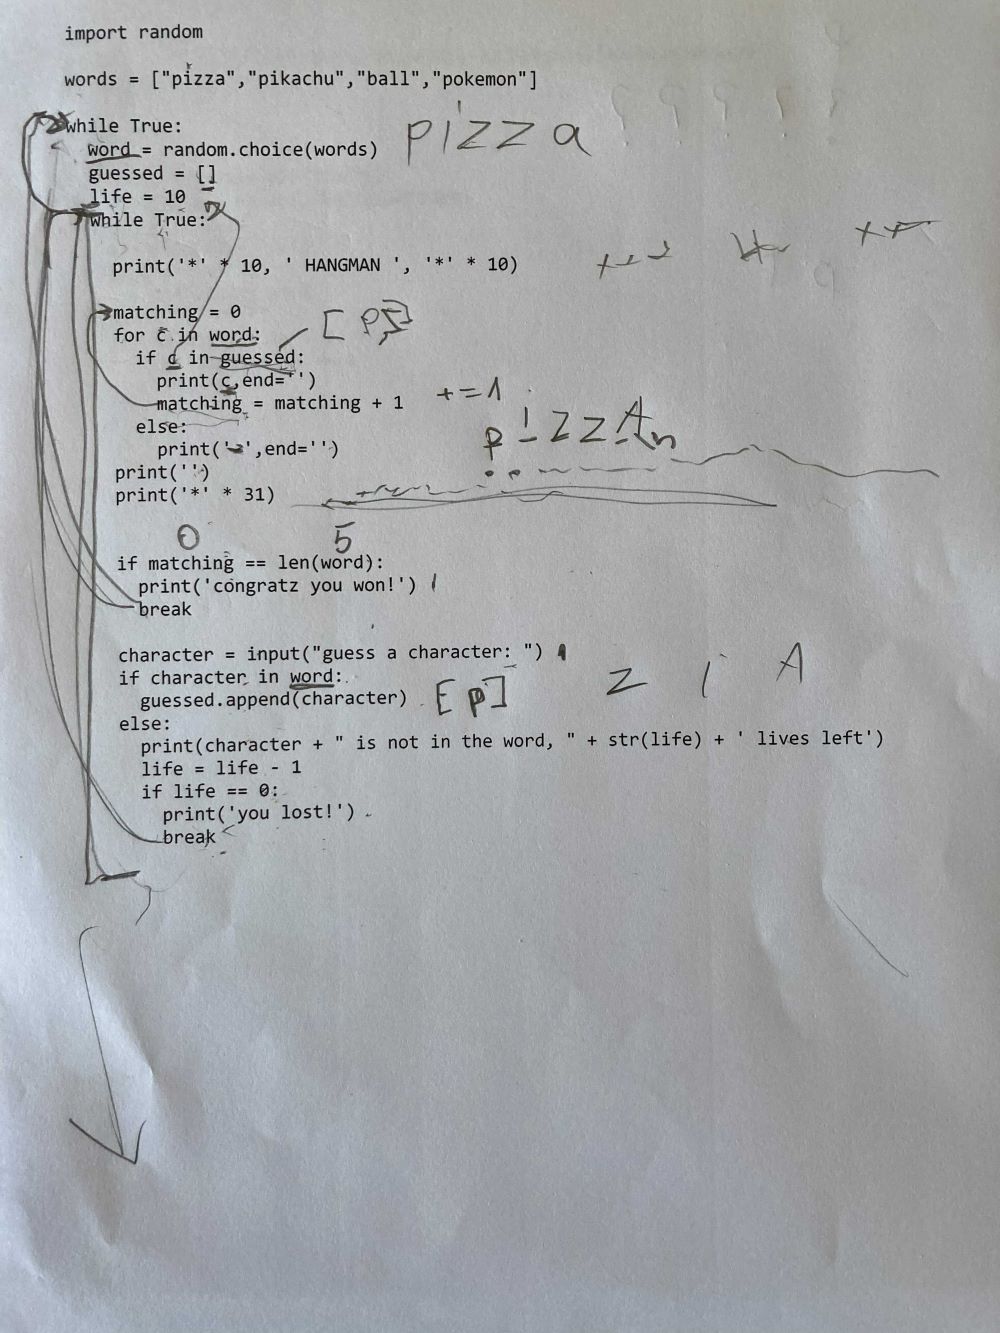 import random
words = ["pizza","pikachu","ball","pokemon"]
while True:
word = random.choice(words) pizza
guessed = []
life = 10
while True:
print('*' * 10, ' HANGMAN ', '*' * 10)
matching = 0
for c in word: [ p
if c in guessed:
print(c,end='')
matching = matching + 1 +=1
else:
print('-',end='') p i z z A
print('')
print('*' * 31)
0 5
if matching == len(word):
print('congratz you won!')
break
character = input("guess a character: ")
if character in word: z i A
guessed.append(character) [p]
else:
print(character + " is not in the word, " + str(life) + ' lives left')
life = life - 1
if life == 0:
print('you lost!')
break